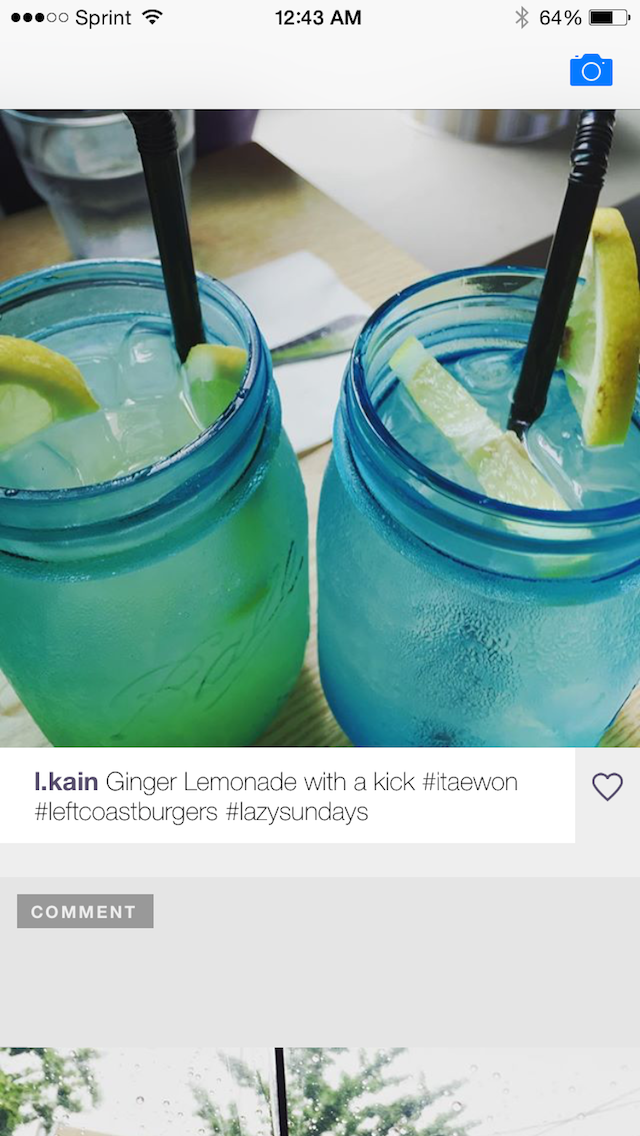 Sprint 12:43 AM 64%
l.kain Ginger Lemonade with a kick #itaewon
#leftcoastburgers #lazysundays
COMMENT